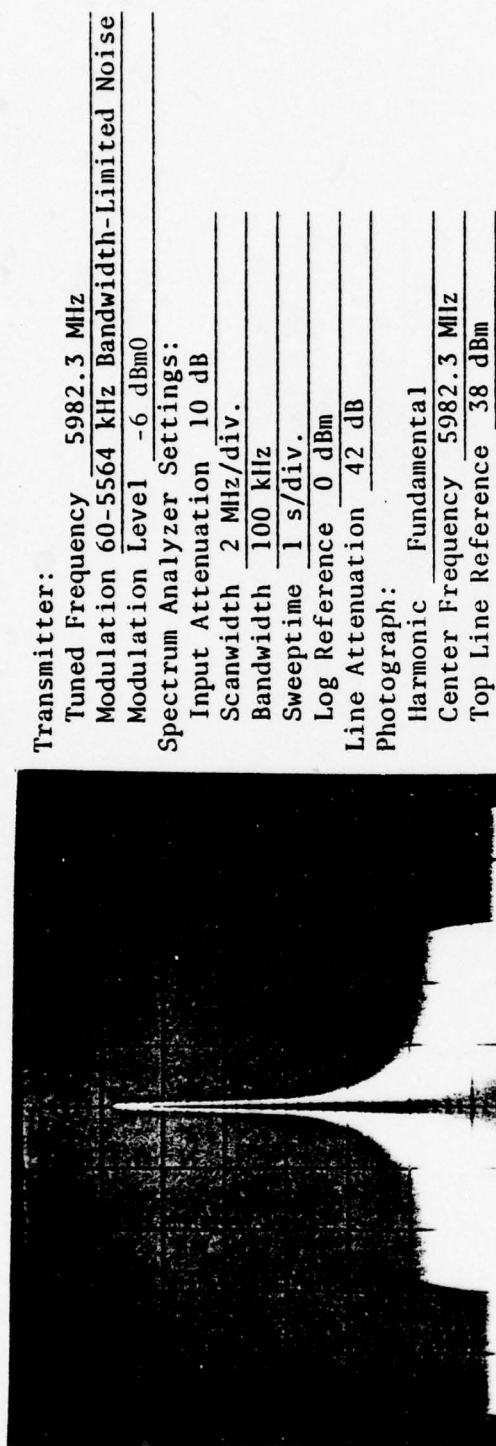 Transmitter:
Tuned Frequency 5982.3 MHz
Modulation 60-5564 kHz Bandwidth-Limited Noise
Modulation Level -6 dBm0
Spectrum Analyzer Settings:
Input Attenuation 10 dB
Scanwidth 2 MHz/div.
Bandwidth 100 kHz
Sweeptime 1 s/div.
Log Reference 0 dBm
Line Attenuation 42 dB
Photograph:
Harmonic Fundamental
Center Frequency 5982.3 MHz
Top Line Reference 38 dBm